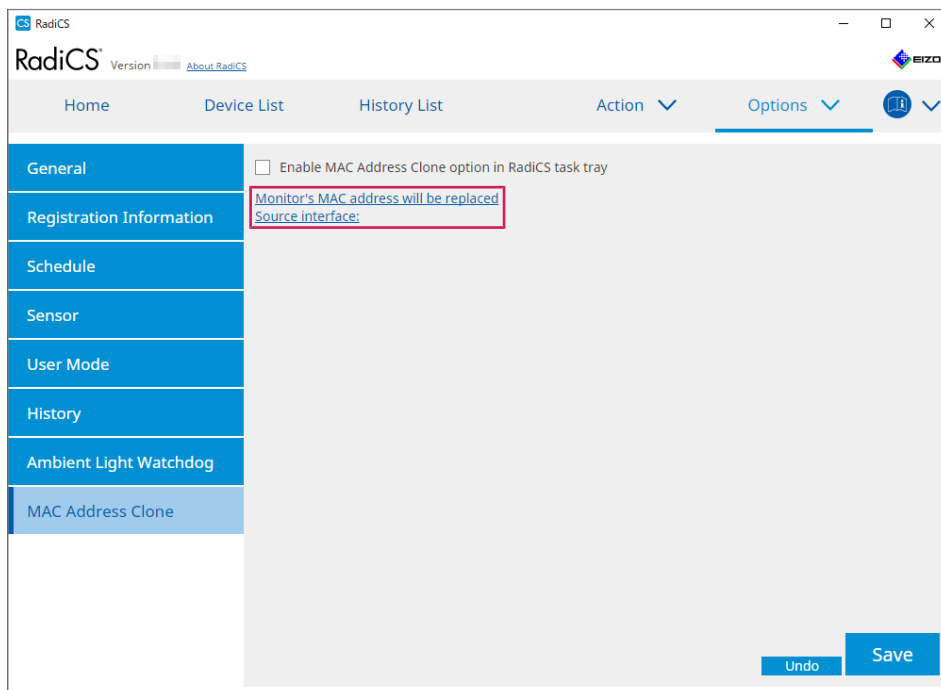 CS RadiCS
RadiCS® Version About RadiCS
EIZO
Home Device List History List Action Options
General
Registration Information
Schedule
Sensor
User Mode
History
Ambient Light Watchdog
MAC Address Clone
Enable MAC Address Clone option in RadiCS task tray
Monitor's MAC address will be replaced
Source interface:
Undo
Save